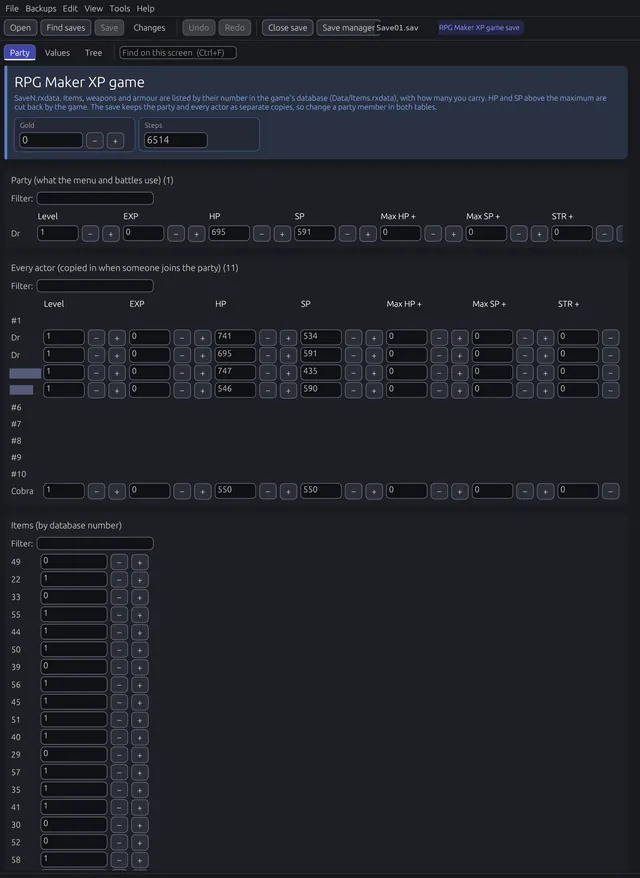 File Backups Edit View Tools Help
Open Find saves Save Changes Undo Redo Close save Save manager Save01.sav RPG Maker XP game save
Party Values Tree Find on this screen (Ctrl+F)
RPG Maker XP game
SaveN.rxdata. Items, weapons and armour are listed by their number in the game's database (Data/Items.rxdata), with how many you carry. HP and SP above the maximum are
cut back by the game. The save keeps the party and every actor as separate copies, so change a party member in both tables.
Gold Steps
0 − + 6514
Party (what the menu and battles use) (1)
Filter:
Level EXP HP SP Max HP + Max SP + STR +
Dr 1 − + 0 − + 695 − + 591 − + 0 − + 0 − + 0 −
Every actor (copied in when someone joins the party) (11)
Filter:
Level EXP HP SP Max HP + Max SP + STR +
#1
Dr 1 − + 0 − + 741 − + 534 − + 0 − + 0 − + 0 −
Dr 1 − + 0 − + 695 − + 591 − + 0 − + 0 − + 0 −
1 − + 0 − + 747 − + 435 − + 0 − + 0 − + 0 −
1 − + 0 − + 546 − + 590 − + 0 − + 0 − + 0 −
#6
#7
#8
#9
#10
Cobra 1 − + 0 − + 550 − + 550 − + 0 − + 0 − + 0 −
Items (by database number)
Filter:
49 0 − +
22 1 − +
33 0 − +
55 1 − +
44 1 − +
50 1 − +
39 0 − +
56 1 − +
45 1 − +
51 1 − +
40 1 − +
29 0 − +
57 1 − +
35 1 − +
41 1 − +
30 0 − +
52 0 − +
58 1 − +